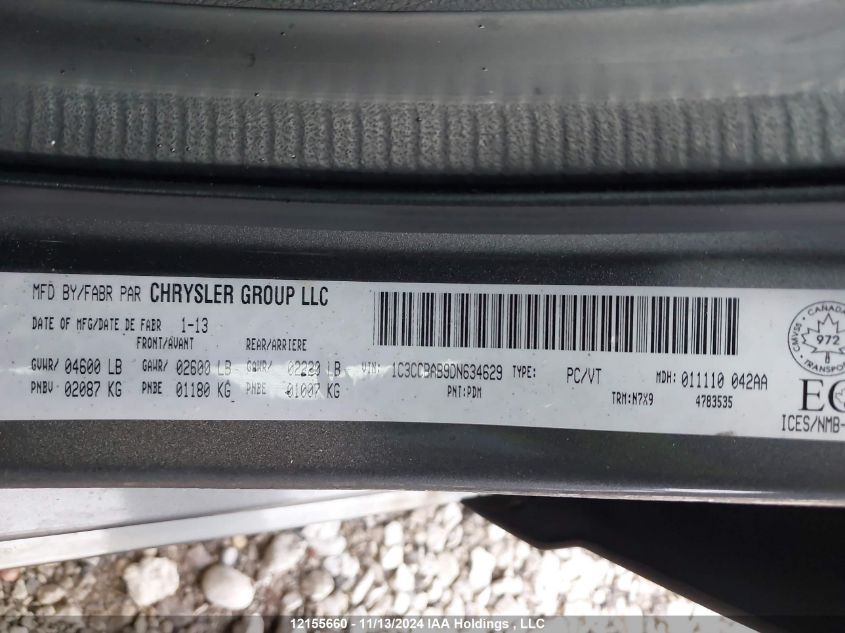 MFD BY/FABR PAR CHRYSLER GROUP LLC
DATE OF MFG/DATE DE FABR 1-13
FRONT/AVANT REAR/ARRIERE
GVWR/ 04600 LB GAWR/ 02600 LB GAWR/ 02220 LB VIN: 1C3CCBAB9DN634629 TYPE: PC/VT MDH: 011110 042AA
PNBV 02087 KG PNBE 01180 KG PNBE 01007 KG PNT:PDM TRM:N7X9 4783535
CANADA
972
CMVSS
TRANSPOR
ICES/NMB-
12155660 - 11/13/2024 IAA Holdings, LLC